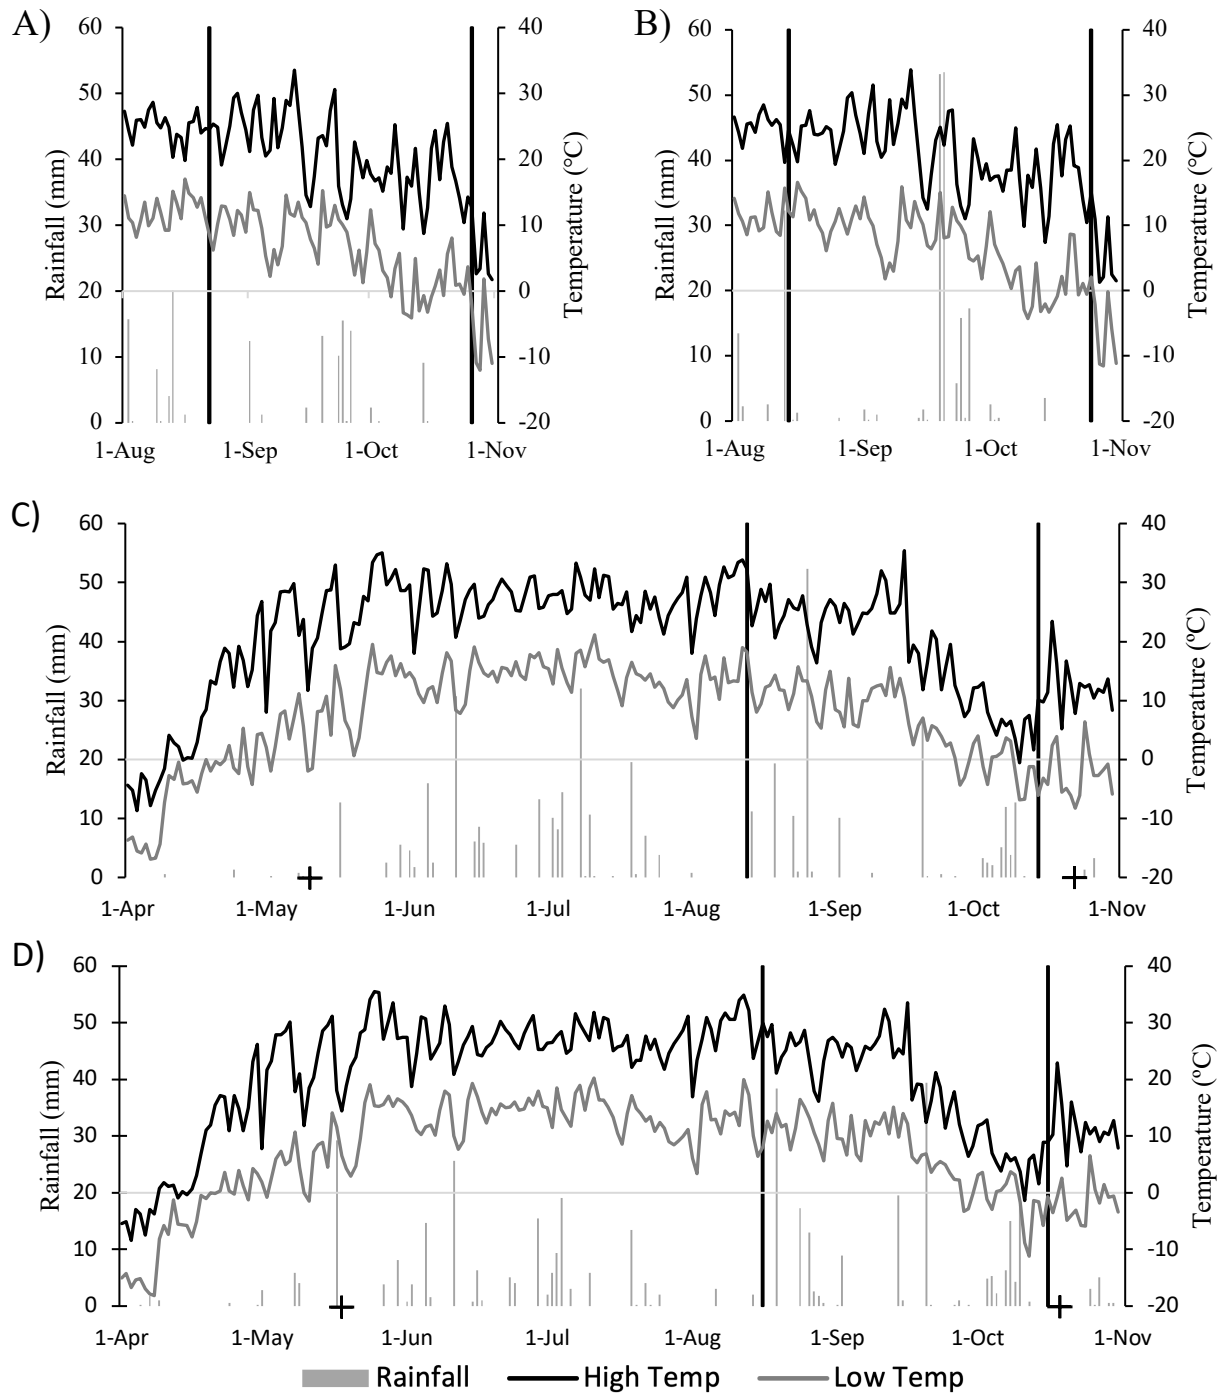 A)
B)
60
50
40
30
20
10
0
Rainfall (mm)
40
30
20
10
0
-10
-20
Temperature (°C)
1-Aug
1-Sep
1-Oct
1-Nov
60
50
40
30
20
10
0
Rainfall (mm)
40
30
20
10
0
-10
-20
Temperature (°C)
1-Aug
1-Sep
1-Oct
1-Nov
C)
60
50
40
30
20
10
0
Rainfall (mm)
40
30
20
10
0
-10
-20
Temperature (°C)
1-Apr
1-May
1-Jun
1-Jul
1-Aug
1-Sep
1-Oct
1-Nov
D)
60
50
40
30
20
10
0
Rainfall (mm)
40
30
20
10
0
-10
-20
Temperature (°C)
1-Apr
1-May
1-Jun
1-Jul
1-Aug
1-Sep
1-Oct
1-Nov
Rainfall High Temp Low Temp